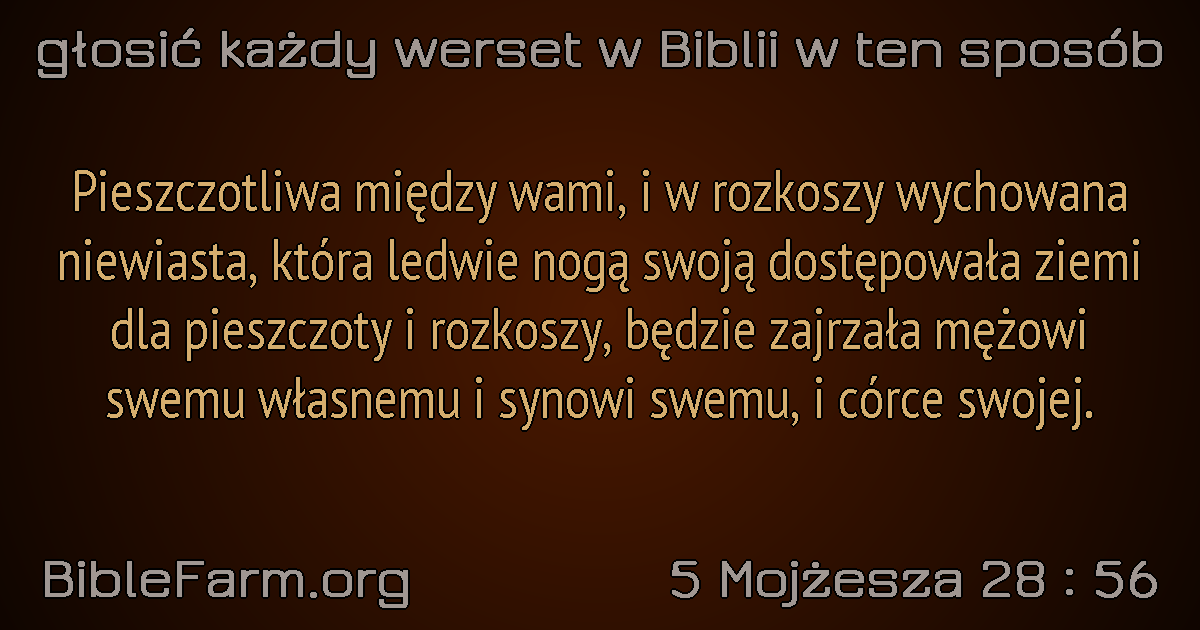 głosić każdy werset w Biblii w ten sposób
Pieszczotliwa między wami, i w rozkoszy wychowana
niewiasta, która ledwie nogą swoją dostępowała ziemi
dla pieszczoty i rozkoszy, będzie zajrzała mężowi
swemu własnemu i synowi swemu, i córce swojej.
BibleFarm.org
5 Mojżesza 28 : 56